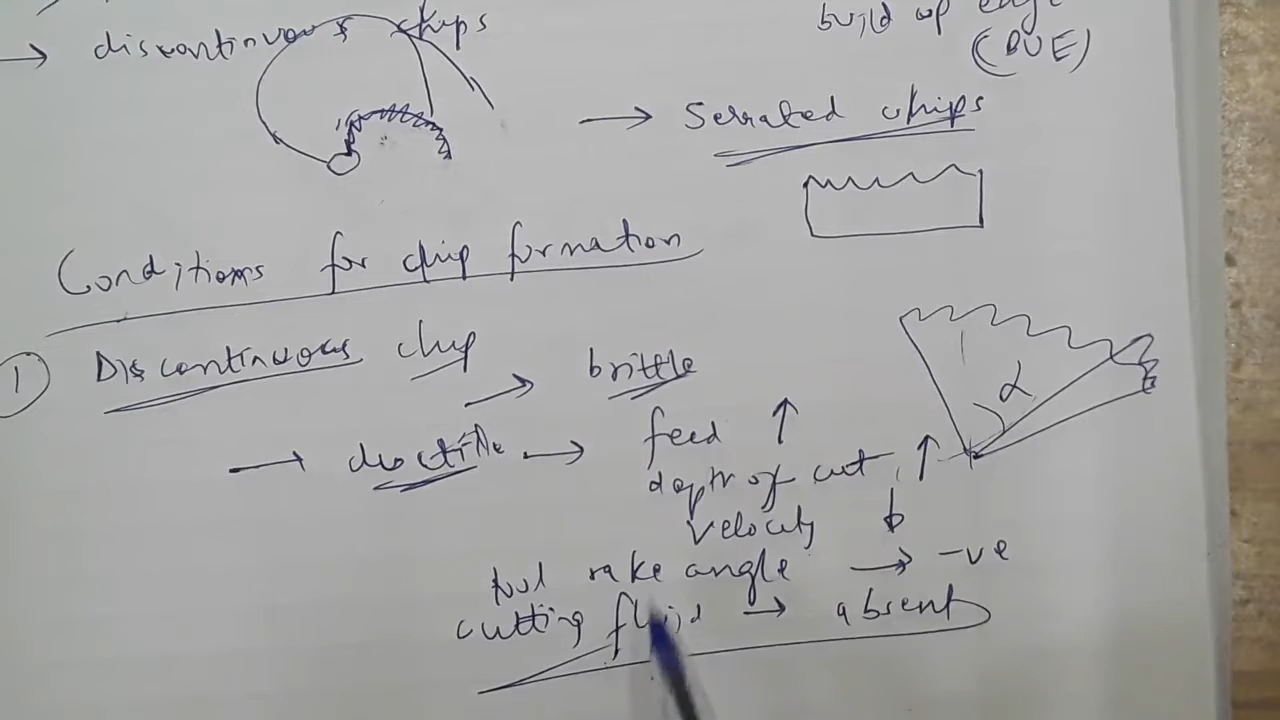 → discontinuous chips
build up edge
(BUE)
→ Serrated chips
Conditions for chip formation
① Discontinuous chip
→ brittle
→ ductile → feed ↑
depth of cut ↑
velocity ↓
tool rake angle → -ve
cutting fluid → absent
α